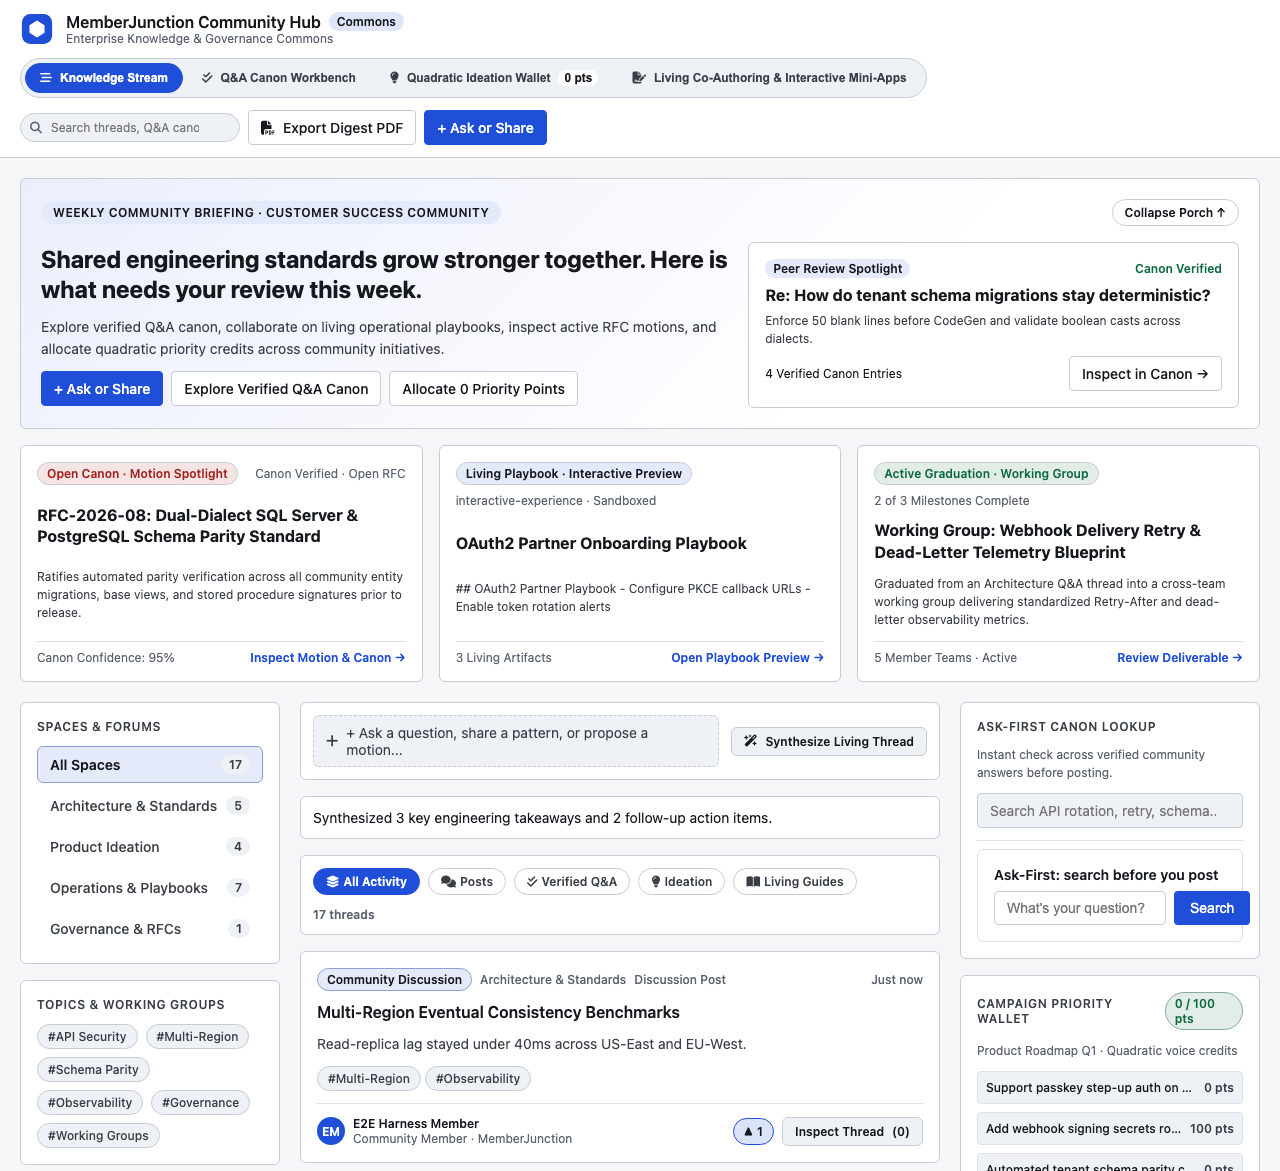 MemberJunction Community Hub
Commons
Enterprise Knowledge & Governance Commons
Knowledge Stream
Q&A Canon Workbench
Quadratic Ideation Wallet 0 pts
Living Co-Authoring & Interactive Mini-Apps
Search threads, Q&A canc
Export Digest PDF
+ Ask or Share
WEEKLY COMMUNITY BRIEFING · CUSTOMER SUCCESS COMMUNITY
Collapse Porch ↑
Shared engineering standards grow stronger together. Here is
what needs your review this week.
Explore verified Q&A canon, collaborate on living operational playbooks, inspect active RFC motions, and
allocate quadratic priority credits across community initiatives.
+ Ask or Share
Explore Verified Q&A Canon
Allocate 0 Priority Points
Peer Review Spotlight
Canon Verified
Re: How do tenant schema migrations stay deterministic?
Enforce 50 blank lines before CodeGen and validate boolean casts across
dialects.
4 Verified Canon Entries
Inspect in Canon →
Open Canon · Motion Spotlight
Canon Verified · Open RFC
RFC-2026-08: Dual-Dialect SQL Server &
PostgreSQL Schema Parity Standard
Ratifies automated parity verification across all community entity
migrations, base views, and stored procedure signatures prior to
release.
Canon Confidence: 95%
Inspect Motion & Canon →
Living Playbook · Interactive Preview
interactive-experience · Sandboxed
OAuth2 Partner Onboarding Playbook
## OAuth2 Partner Playbook - Configure PKCE callback URLs -
Enable token rotation alerts
3 Living Artifacts
Open Playbook Preview →
Active Graduation · Working Group
2 of 3 Milestones Complete
Working Group: Webhook Delivery Retry &
Dead-Letter Telemetry Blueprint
Graduated from an Architecture Q&A thread into a cross-team
working group delivering standardized Retry-After and dead-
letter observability metrics.
5 Member Teams · Active
Review Deliverable →
SPACES & FORUMS
All Spaces 17
Architecture & Standards 5
Product Ideation 4
Operations & Playbooks 7
Governance & RFCs 1
TOPICS & WORKING GROUPS
#API Security
#Multi-Region
#Schema Parity
#Observability
#Governance
#Working Groups
+ Ask a question, share a pattern, or propose a
motion...
Synthesize Living Thread
Synthesized 3 key engineering takeaways and 2 follow-up action items.
All Activity
Posts
Verified Q&A
Ideation
Living Guides
17 threads
Community Discussion
Architecture & Standards
Discussion Post
Just now
Multi-Region Eventual Consistency Benchmarks
Read-replica lag stayed under 40ms across US-East and EU-West.
#Multi-Region
#Observability
EM
E2E Harness Member
Community Member · MemberJunction
▲ 1
Inspect Thread (0)
ASK-FIRST CANON LOOKUP
Instant check across verified community
answers before posting.
Search API rotation, retry, schema..
Ask-First: search before you post
What's your question?
Search
CAMPAIGN PRIORITY
WALLET
0 / 100
pts
Product Roadmap Q1 · Quadratic voice credits
Support passkey step-up auth on ... 0 pts
Add webhook signing secrets ro... 100 pts
Automated tenant schema parity c... 0 pts